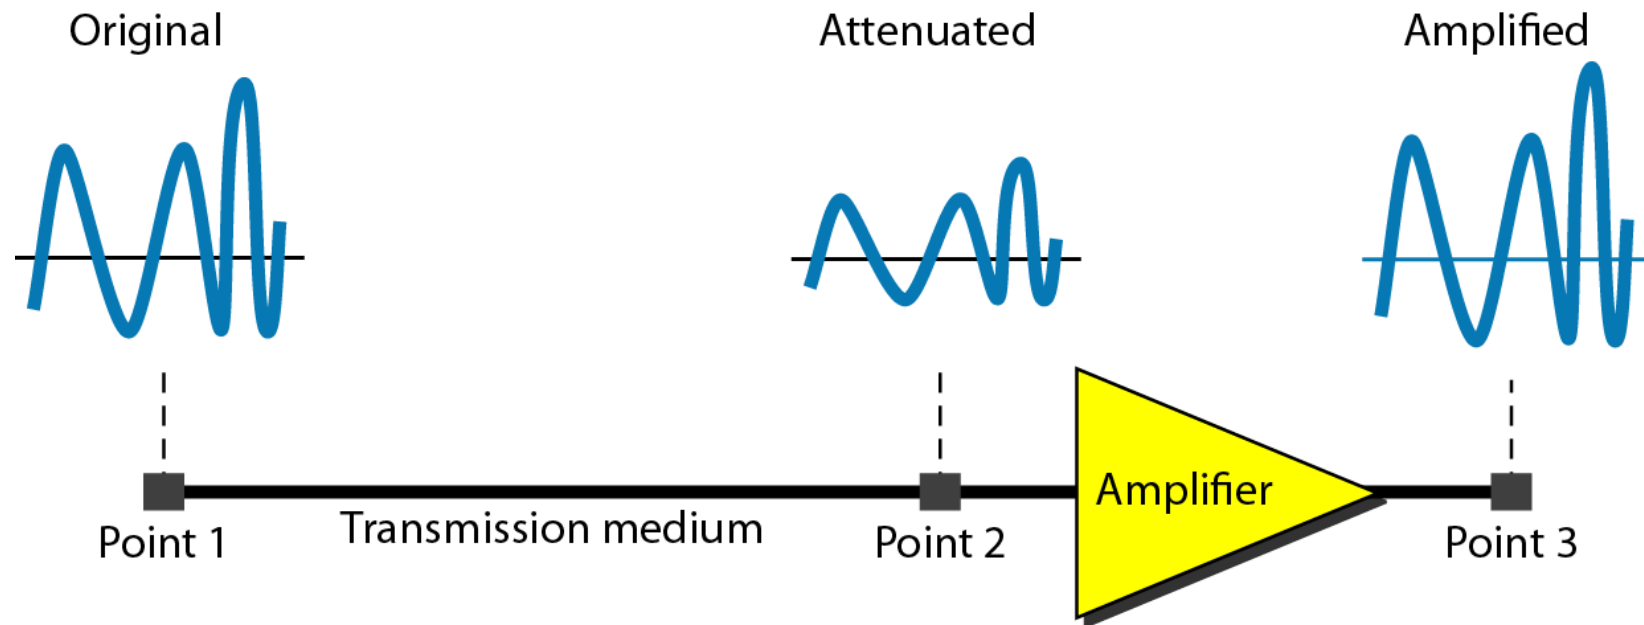 Original
Attenuated
Amplified
Amplifier
Transmission medium
Point 1
Point 2
Point 3